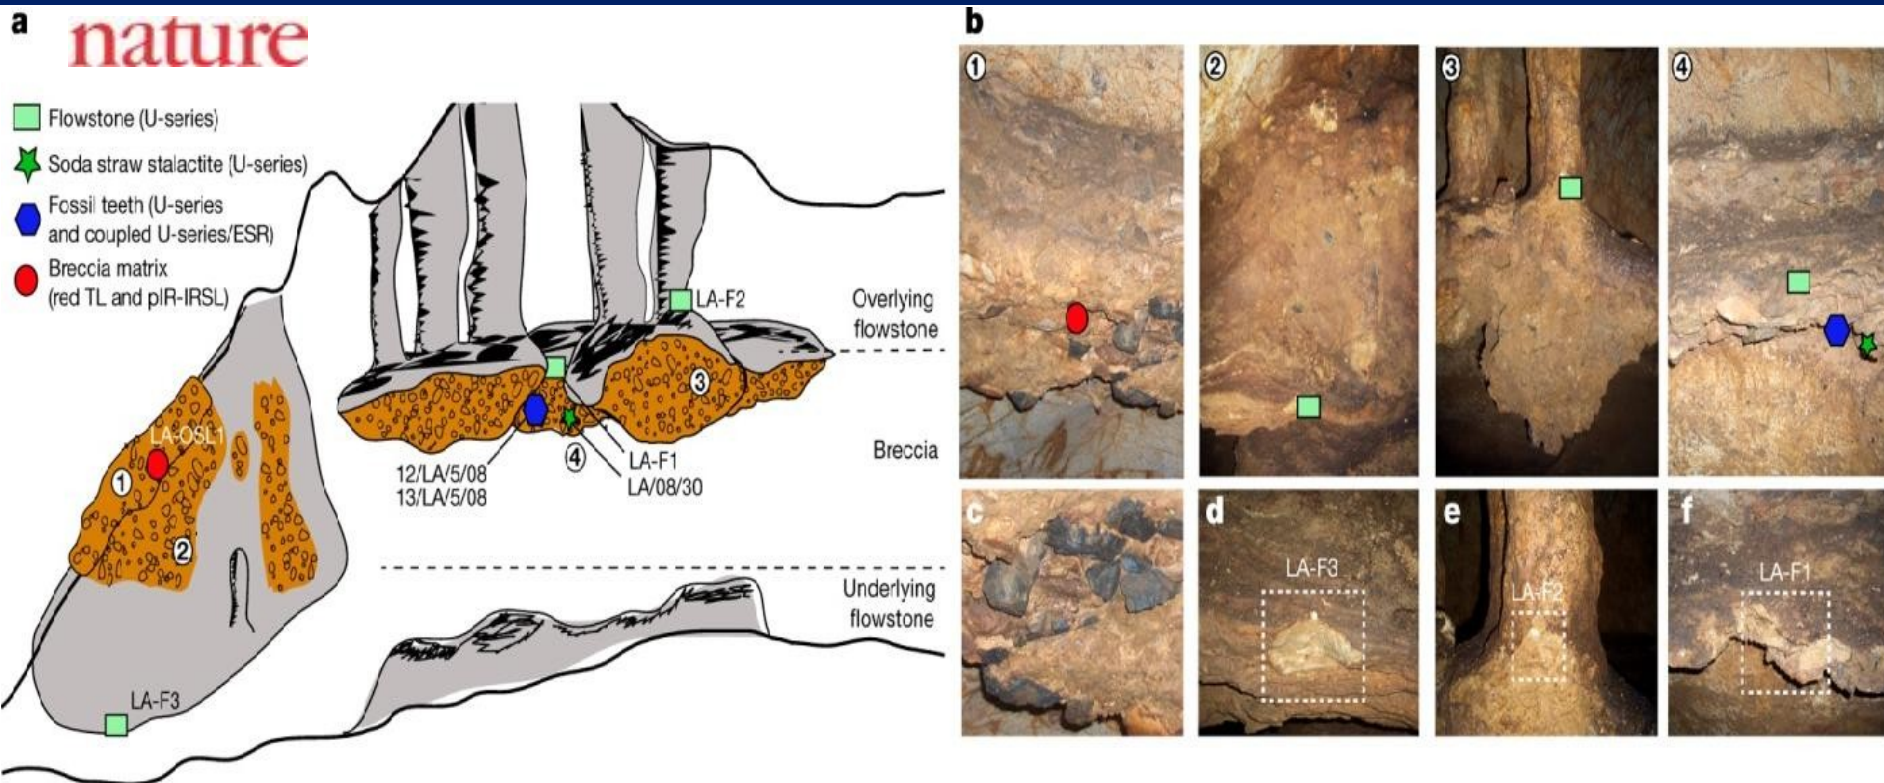 a
nature
Flowstone (U-series)
Soda straw stalactite (U-series)
Fossil teeth (U-series
and coupled U-series/ESR)
Breccia matrix
(red TL and pIR-IRSL)
LA-F2
Overlying
flowstone
3
LA-OSL1
1
2
4
12/LA/5/08
13/LA/5/08
LA-F1
LA/08/30
Breccia
Underlying
flowstone
LA-F3
b
1
2
3
4
c
d
LA-F3
e
LA-F2
f
LA-F1